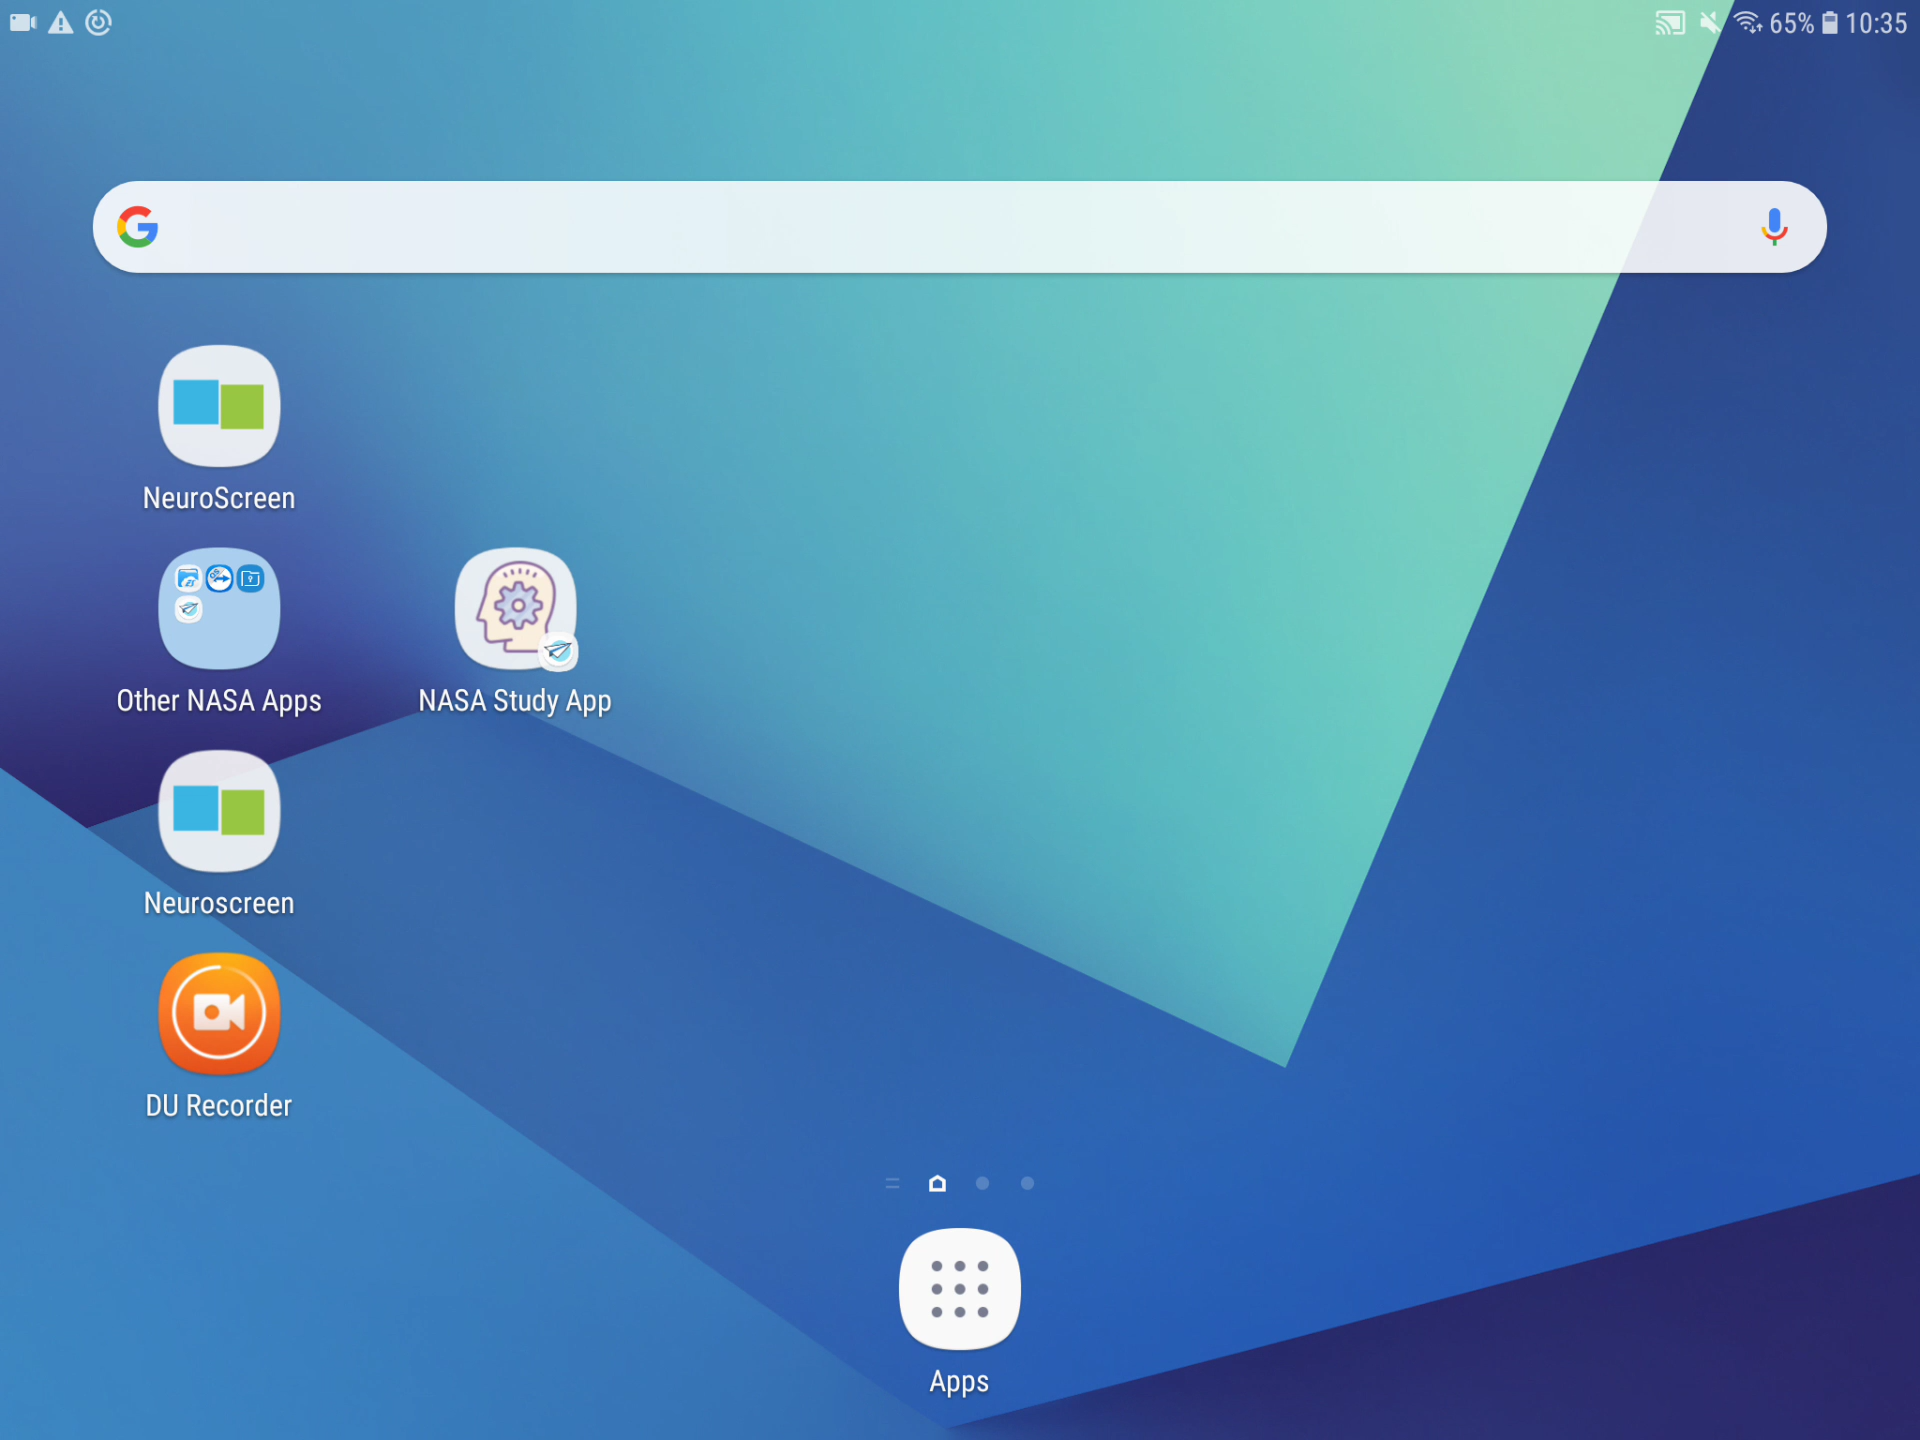 65% 10:35
NeuroScreen
Other NASA Apps
NASA Study App
Neuroscreen
DU Recorder
Apps